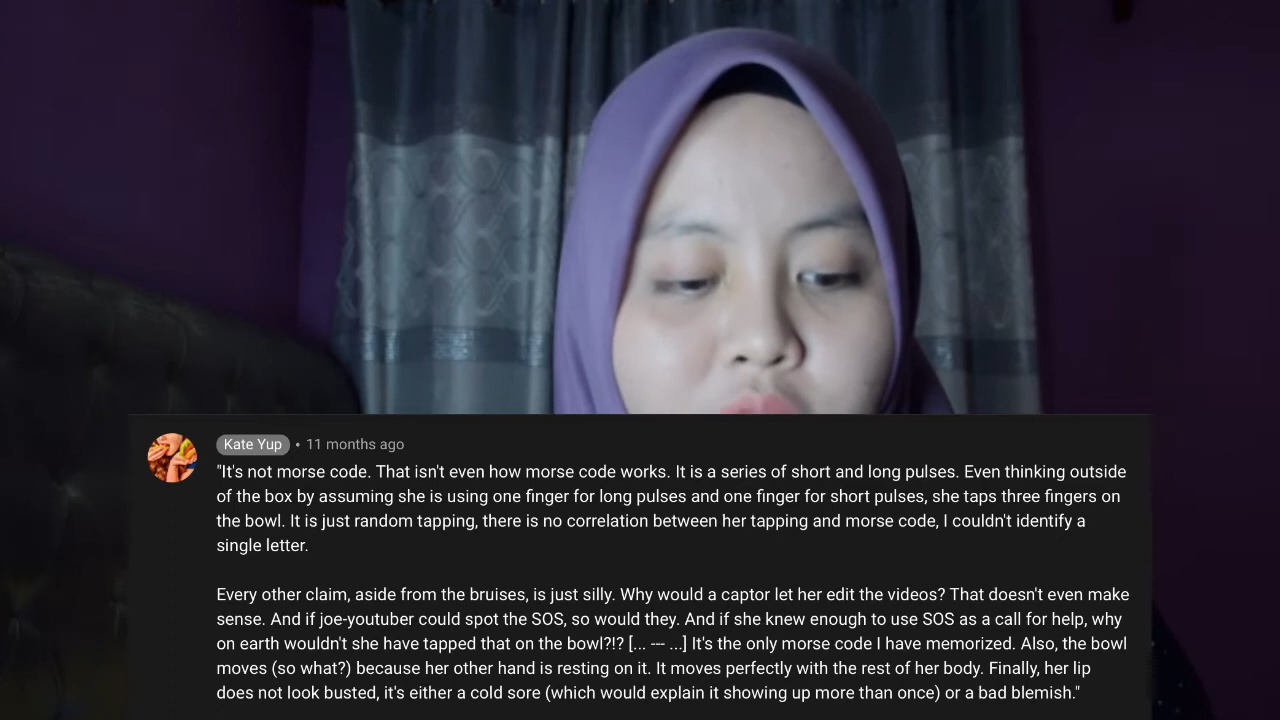 Kate Yup • 11 months ago
"It's not morse code. That isn't even how morse code works. It is a series of short and long pulses. Even thinking outside
of the box by assuming she is using one finger for long pulses and one finger for short pulses, she taps three fingers on
the bowl. It is just random tapping, there is no correlation between her tapping and morse code, I couldn't identify a
single letter.
Every other claim, aside from the bruises, is just silly. Why would a captor let her edit the videos? That doesn't even make
sense. And if joe-youtuber could spot the SOS, so would they. And if she knew enough to use SOS as a call for help, why
on earth wouldn't she have tapped that on the bowl?!? [... --- ...] It's the only morse code I have memorized. Also, the bowl
moves (so what?) because her other hand is resting on it. It moves perfectly with the rest of her body. Finally, her lip
does not look busted, it's either a cold sore (which would explain it showing up more than once) or a bad blemish."